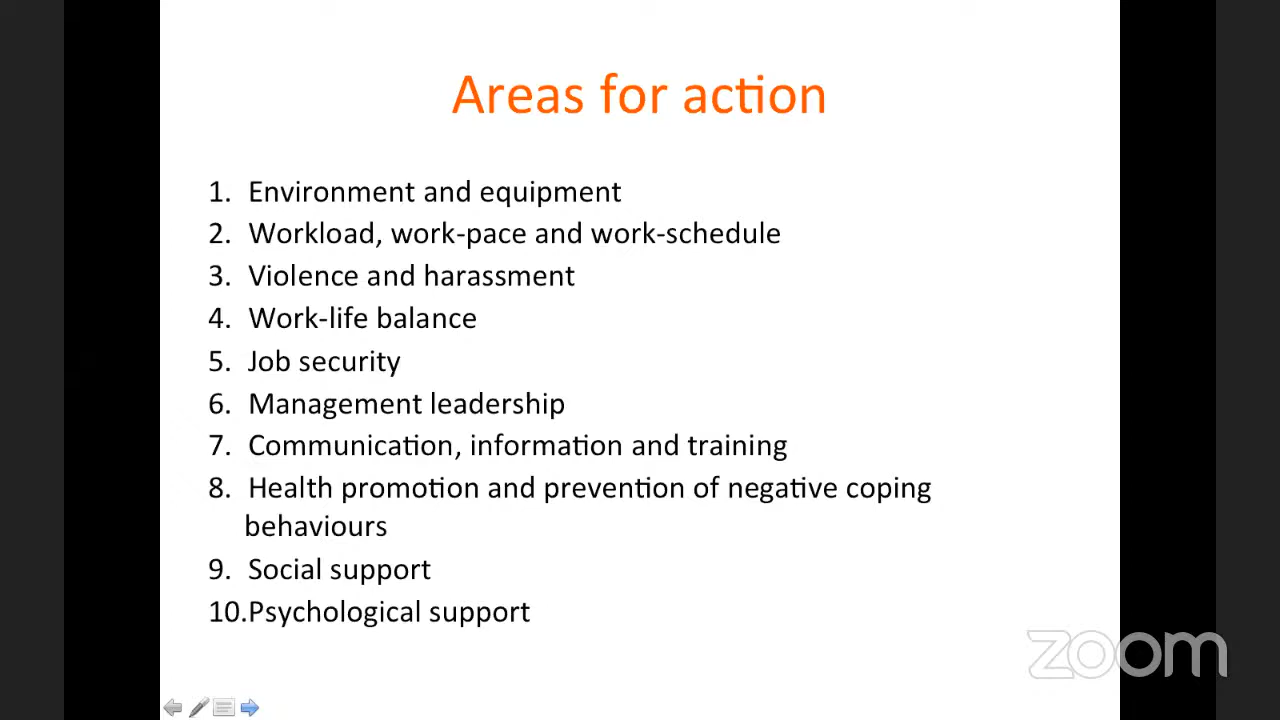 Areas for action
1. Environment and equipment
2. Workload, work-pace and work-schedule
3. Violence and harassment
4. Work-life balance
5. Job security
6. Management leadership
7. Communication, information and training
8. Health promotion and prevention of negative coping
behaviours
9. Social support
10.Psychological support
zoom